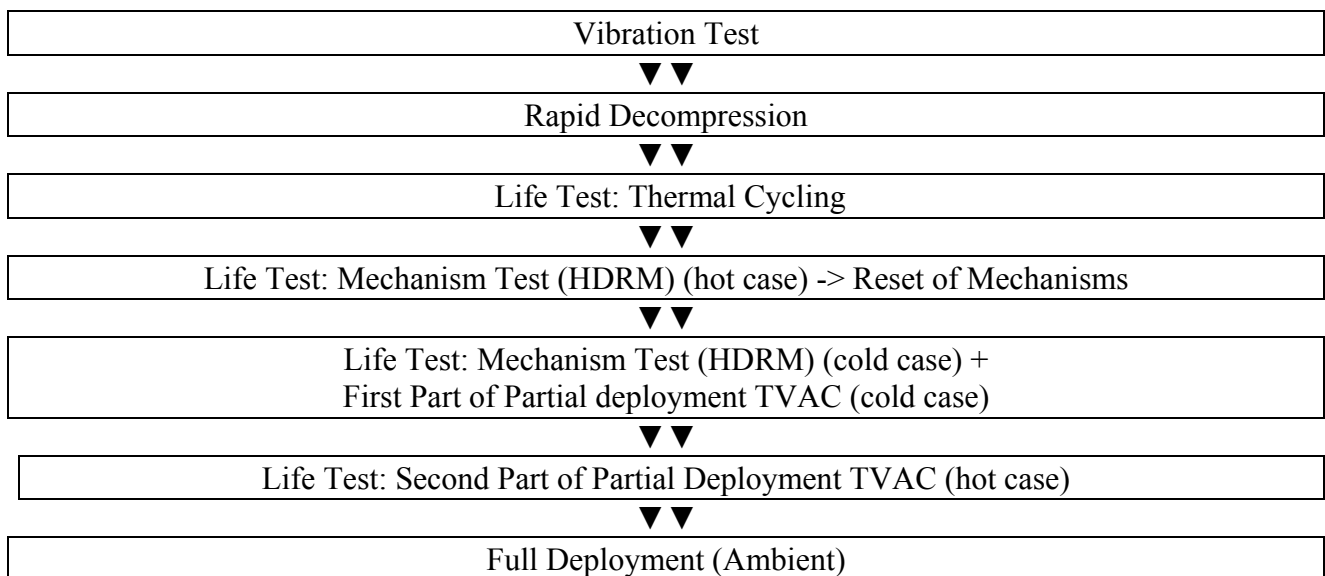 Vibration Test
▼ ▼
Rapid Decompression
▼ ▼
Life Test: Thermal Cycling
▼ ▼
Life Test: Mechanism Test (HDRM) (hot case) -> Reset of Mechanisms
▼ ▼
Life Test: Mechanism Test (HDRM) (cold case) +
First Part of Partial deployment TVAC (cold case)
▼ ▼
Life Test: Second Part of Partial Deployment TVAC (hot case)
▼ ▼
Full Deployment (Ambient)